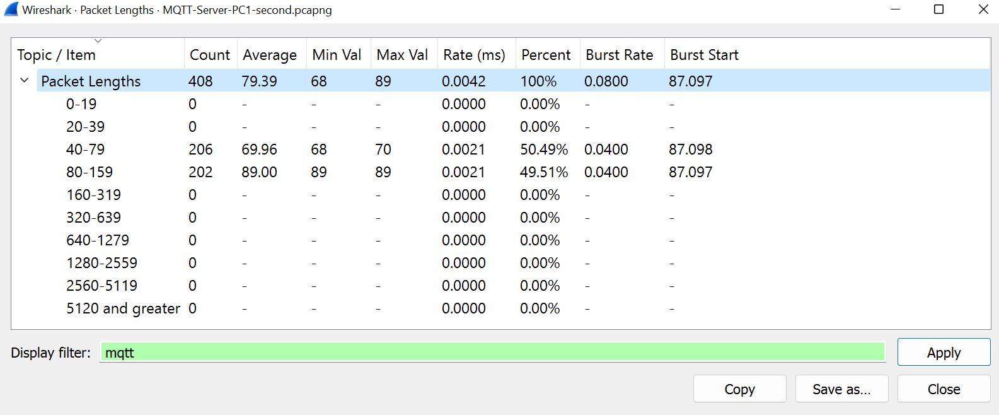 Wireshark · Packet Lengths · MQTT-Server-PC1-second.pcapng
Topic / Item Count Average Min Val Max Val Rate (ms) Percent Burst Rate Burst Start
Packet Lengths 408 79.39 68 89 0.0042 100% 0.0800 87.097
0-19 0 - - - 0.0000 0.00% - -
20-39 0 - - - 0.0000 0.00% - -
40-79 206 69.96 68 70 0.0021 50.49% 0.0400 87.098
80-159 202 89.00 89 89 0.0021 49.51% 0.0400 87.097
160-319 0 - - - 0.0000 0.00% - -
320-639 0 - - - 0.0000 0.00% - -
640-1279 0 - - - 0.0000 0.00% - -
1280-2559 0 - - - 0.0000 0.00% - -
2560-5119 0 - - - 0.0000 0.00% - -
5120 and greater 0 - - - 0.0000 0.00% - -
Display filter: mqtt Apply
Copy Save as... Close